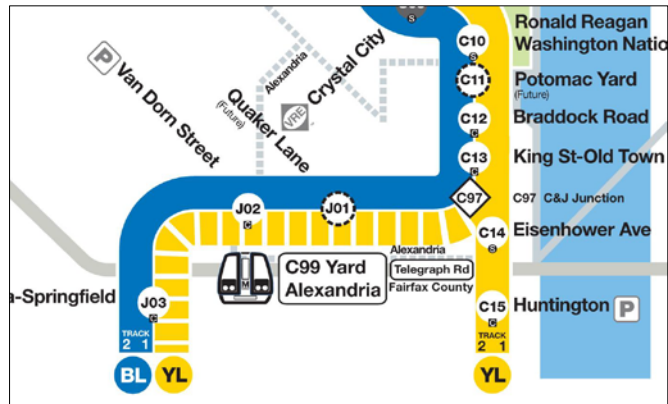 S
C10
S
Ronald Reagan
Washington Natio
C11
Potomac Yard
(Future)
C12
C
Braddock Road
C13
C
King St-Old Town
C97
C97 C&J Junction
C14
S
Eisenhower Ave
C15
C
Huntington P
P
Van Dorn Street
Quaker Lane
(Future)
Alexandria
VRE
Crystal City
J02
C
J01
M
C99 Yard
Alexandria
Alexandria
Telegraph Rd
Fairfax County
a-Springfield
J03
C
TRACK
2 1
BL
YL
TRACK
2 1
YL